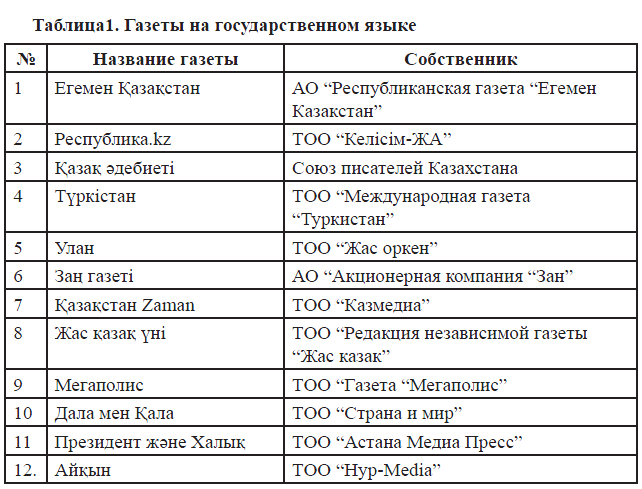 Таблица1. Газеты на государственном языке
№ Название газеты Собственник
1 Егемен Қазақстан АО “Республиканская газета “Егемен
Казакстан”
2 Республика.kz ТОО “Келісім-ЖА”
3 Қазақ әдебиеті Союз писателей Казахстана
4 Түркістан ТОО “Международная газета
“Туркистан”
5 Улан ТОО “Жас оркен”
6 Заң газеті АО “Акционерная компания “Зан”
7 Қазақстан Zaman ТОО “Казмедиа”
8 Жас қазақ үні ТОО “Редакция независимой газеты
“Жас казак”
9 Мегаполис ТОО “Газета “Мегаполис”
10 Дала мен Қала ТОО “Страна и мир”
11 Президент және Халық ТОО “Астана Медиа Пресс”
12. Айқын ТОО “Нур-Media”